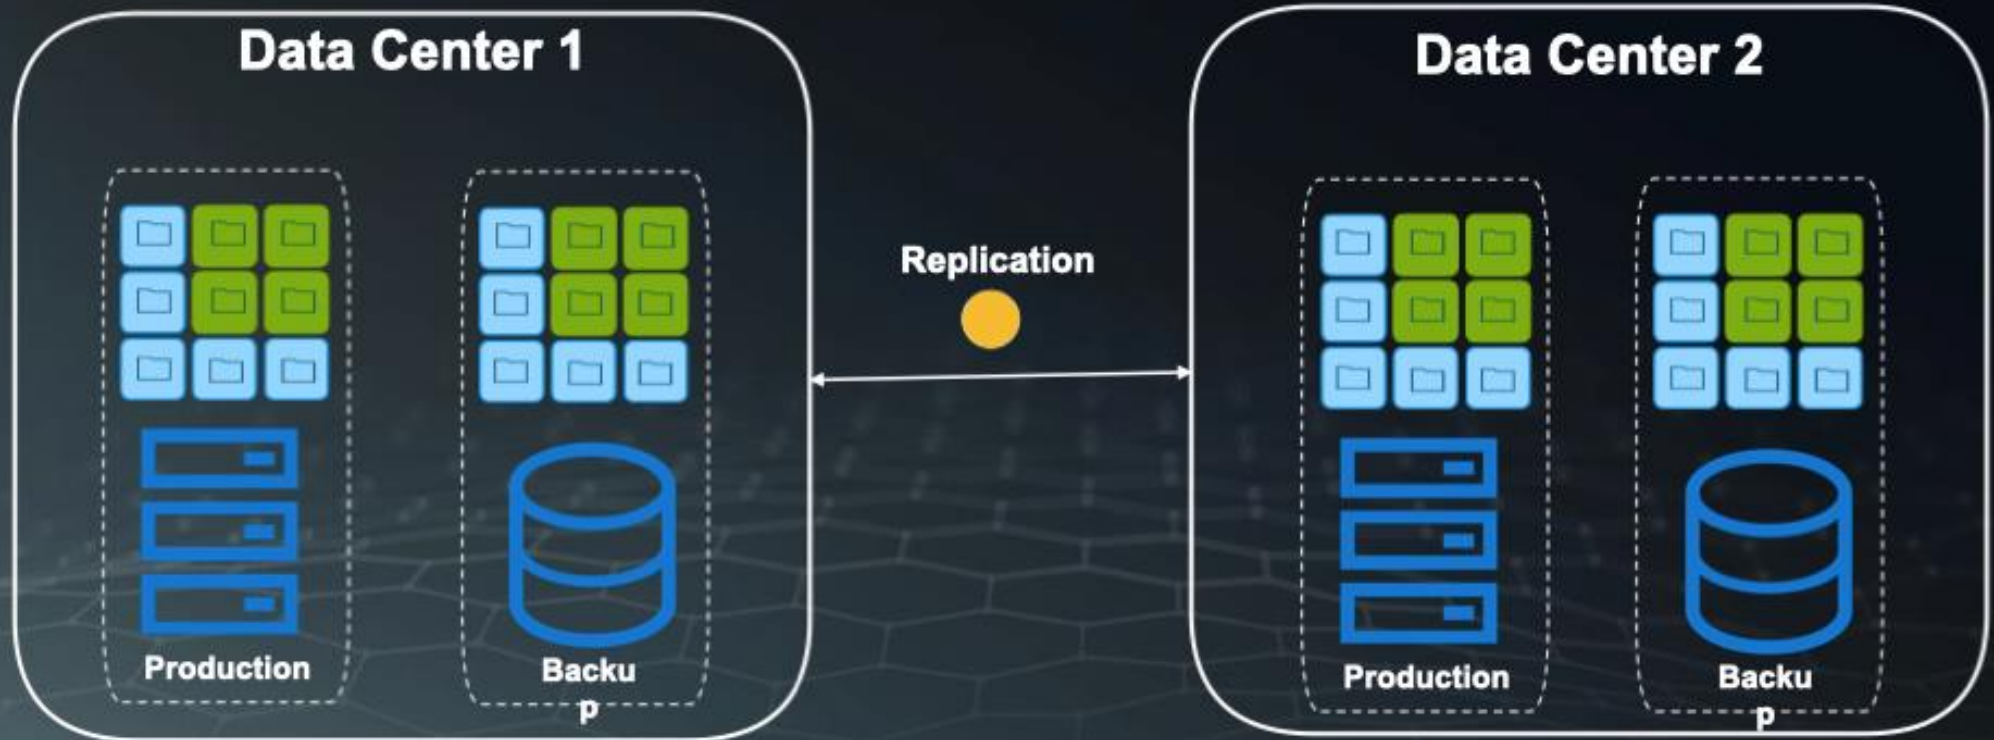 Data Center 1
Data Center 2
Replication
Production
Backu
p
Production
Backu
p